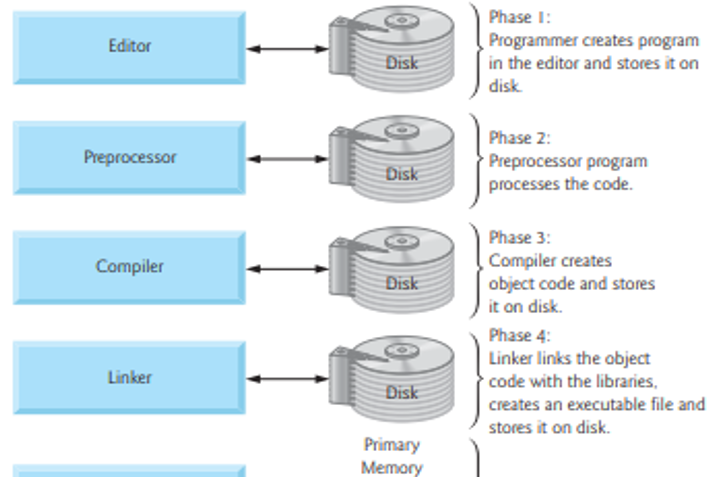 Editor
Disk
Phase 1:
Programmer creates program
in the editor and stores it on
disk.
Preprocessor
Disk
Phase 2:
Preprocessor program
processes the code.
Compiler
Disk
Phase 3:
Compiler creates
object code and stores
it on disk.
Linker
Disk
Phase 4:
Linker links the object
code with the libraries,
creates an executable file and
stores it on disk.
Primary
Memory